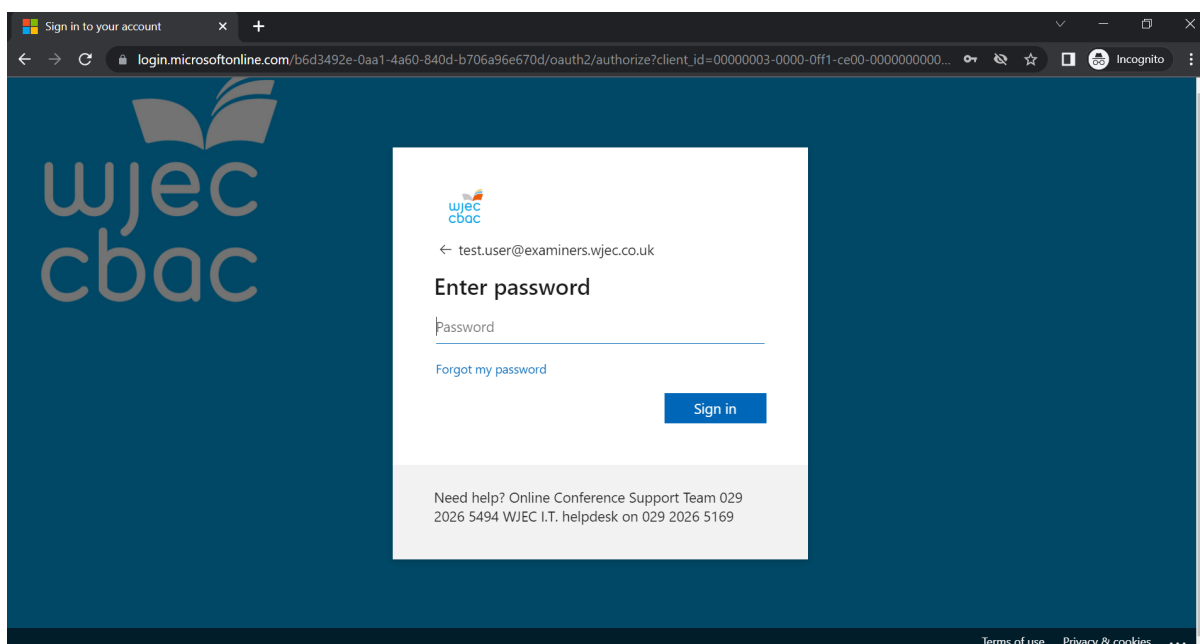 Sign in to your account
login.microsoftonline.com/b6d3492e-0aa1-4a60-840d-b706a96e670d/oauth2/authorize?client_id=00000003-0000-0ff1-ce00-0000000000... Incognito
wjec
cbac
wjec
cbac
test.user@examiners.wjec.co.uk
Enter password
Password
Forgot my password
Sign in
Need help? Online Conference Support Team 029
2026 5494 WJEC I.T. helpdesk on 029 2026 5169
Terms of use Privacy & cookies ...